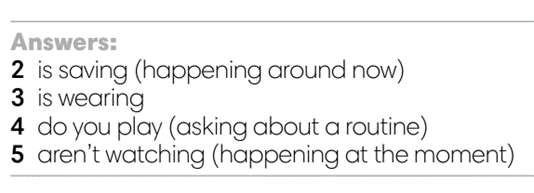 Answers:
2 is saving (happening around now)
3 is wearing
4 do you play (asking about a routine)
5 aren't watching (happening at the moment)